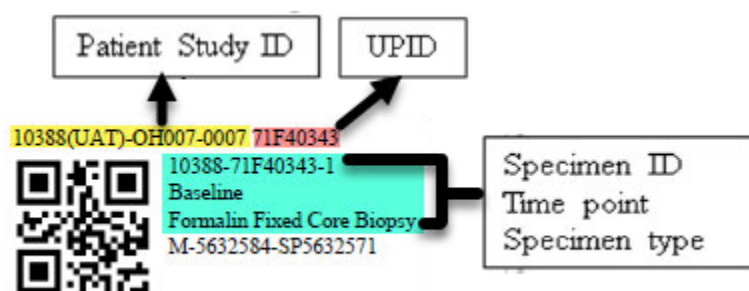 Patient Study ID
UPID
10388(UAT)-OH007-0007 71F40343
10388-71F40343-1
Baseline
Formalin Fixed Core Biopsy
M-5632584-SP5632571
Specimen ID
Time point
Specimen type